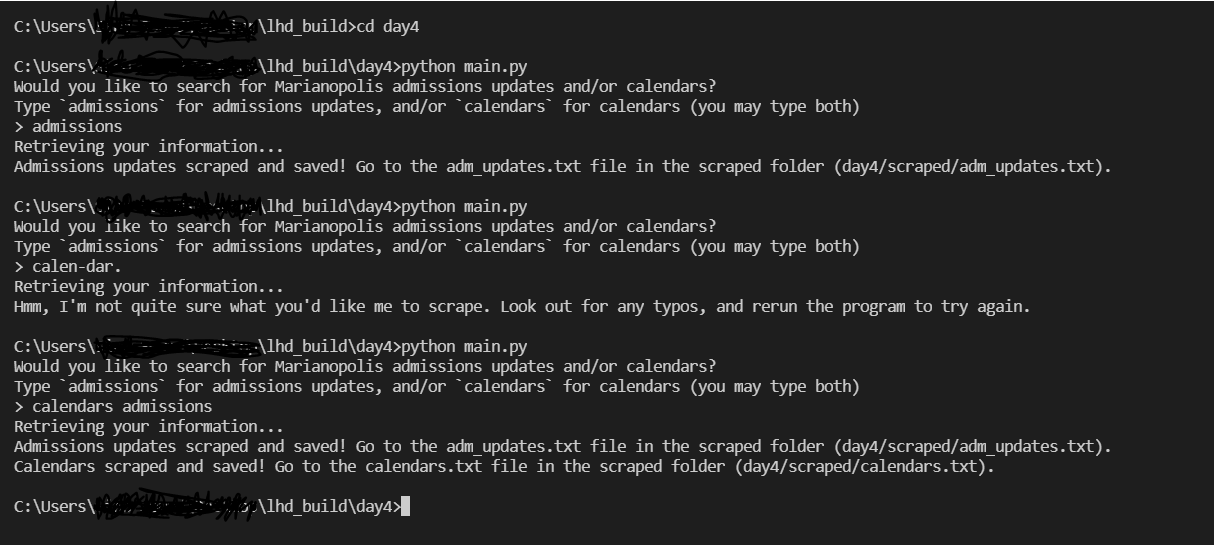 C:\Users\ \lhd_build>cd day4
C:\Users\ \lhd_build\day4>python main.py
Would you like to search for Marianopolis admissions updates and/or calendars?
Type `admissions` for admissions updates, and/or `calendars` for calendars (you may type both)
> admissions
Retrieving your information...
Admissions updates scraped and saved! Go to the adm_updates.txt file in the scraped folder (day4/scraped/adm_updates.txt).
C:\Users\ \lhd_build\day4>python main.py
Would you like to search for Marianopolis admissions updates and/or calendars?
Type `admissions` for admissions updates, and/or `calendars` for calendars (you may type both)
> calen-dar.
Retrieving your information...
Hmm, I'm not quite sure what you'd like me to scrape. Look out for any typos, and rerun the program to try again.
C:\Users\ \lhd_build\day4>python main.py
Would you like to search for Marianopolis admissions updates and/or calendars?
Type `admissions` for admissions updates, and/or `calendars` for calendars (you may type both)
> calendars admissions
Retrieving your information...
Admissions updates scraped and saved! Go to the adm_updates.txt file in the scraped folder (day4/scraped/adm_updates.txt).
Calendars scraped and saved! Go to the calendars.txt file in the scraped folder (day4/scraped/calendars.txt).
C:\Users\ \lhd_build\day4>